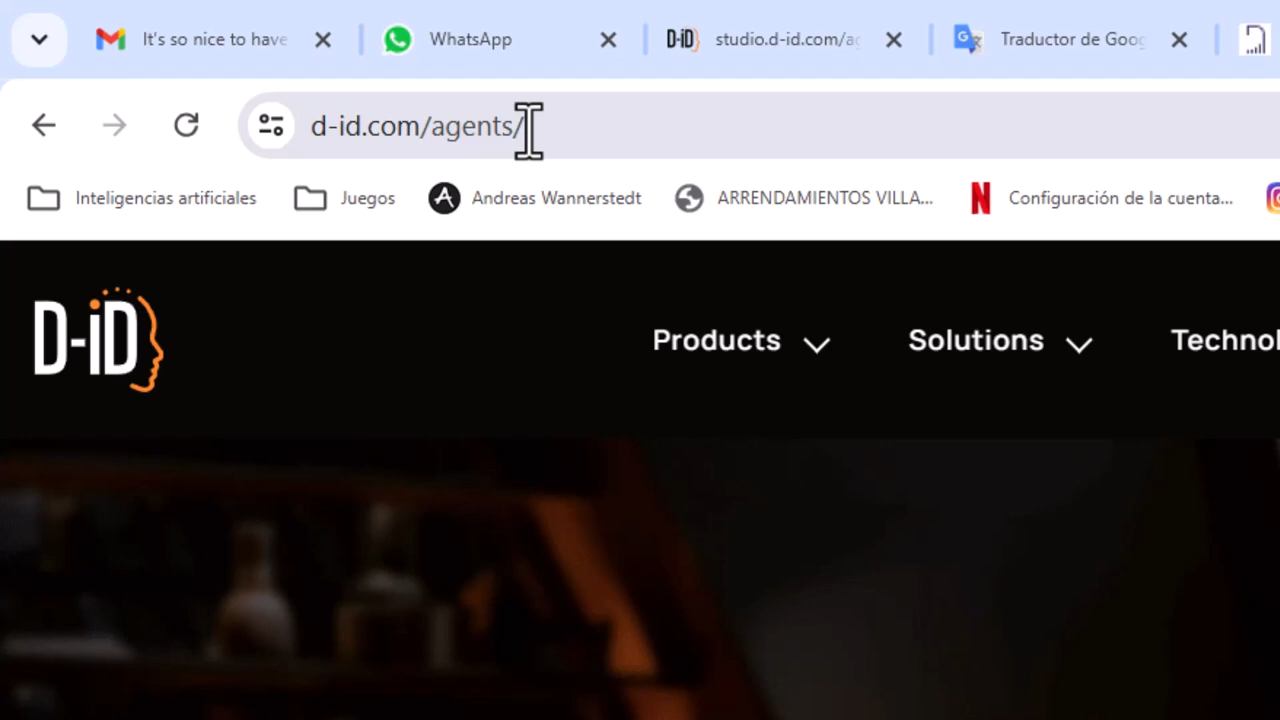 It's so nice to have
WhatsApp
D-iD
studio.d-id.com/ag
Traductor de Goog
d-id.com/agents/
Inteligencias artificiales
Juegos
Andreas Wannerstedt
ARRENDAMIENTOS VILLA...
Configuración de la cuenta...
D-iD
Products
Solutions
Technol